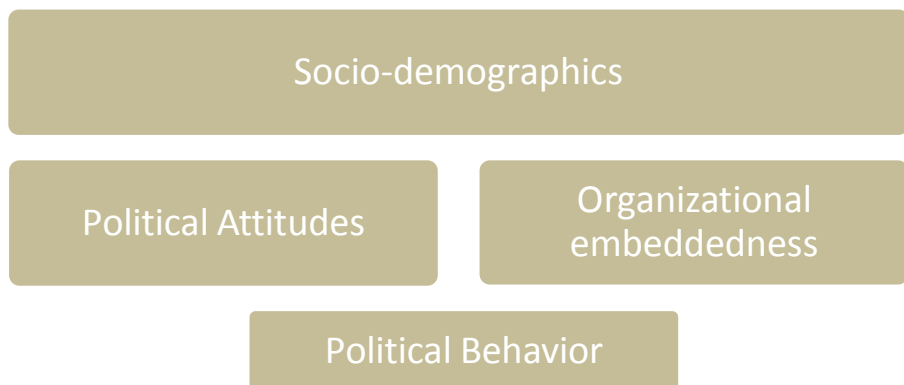 Socio-demographics
Political Attitudes
Organizational
embeddedness
Political Behavior